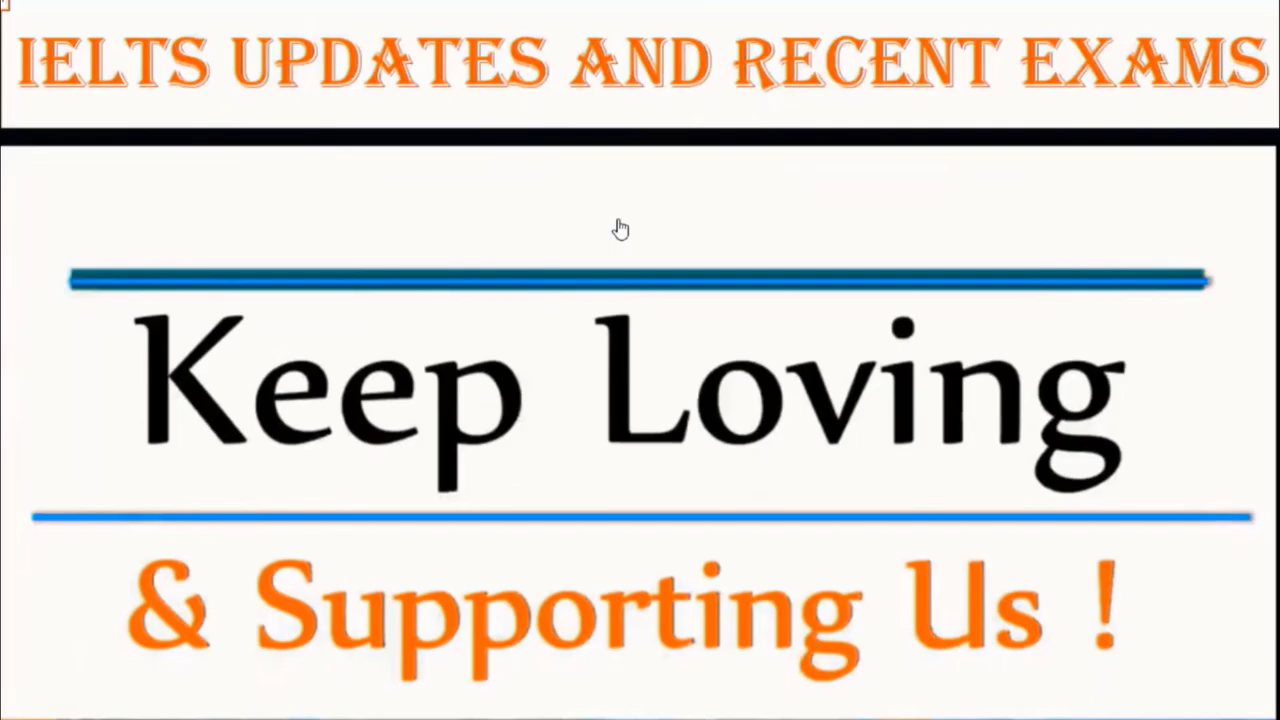 IELTS UPDATES AND RECENT EXAMS
Keep Loving
& Supporting Us !